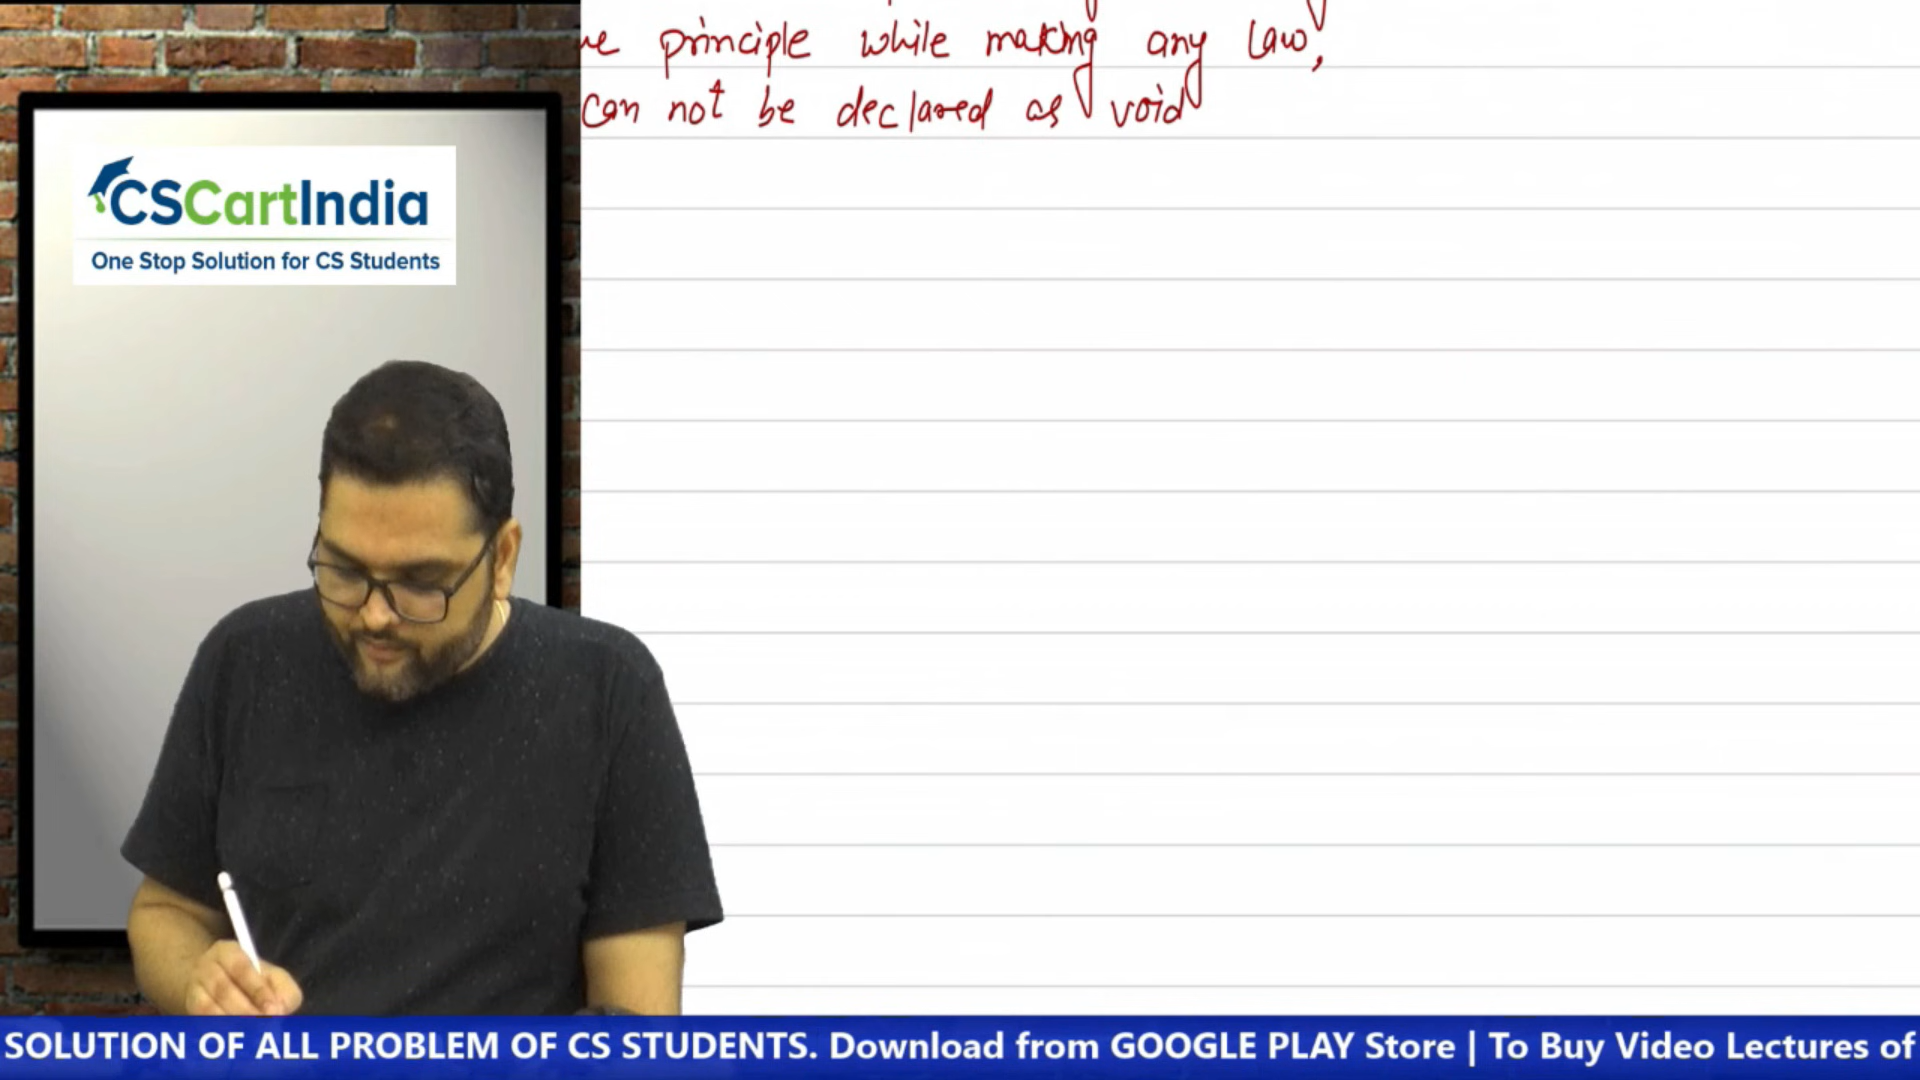 principle while making any law,
can not be declared as void
CSCartIndia
One Stop Solution for CS Students
SOLUTION OF ALL PROBLEM OF CS STUDENTS. Download from GOOGLE PLAY Store | To Buy Video Lectures of